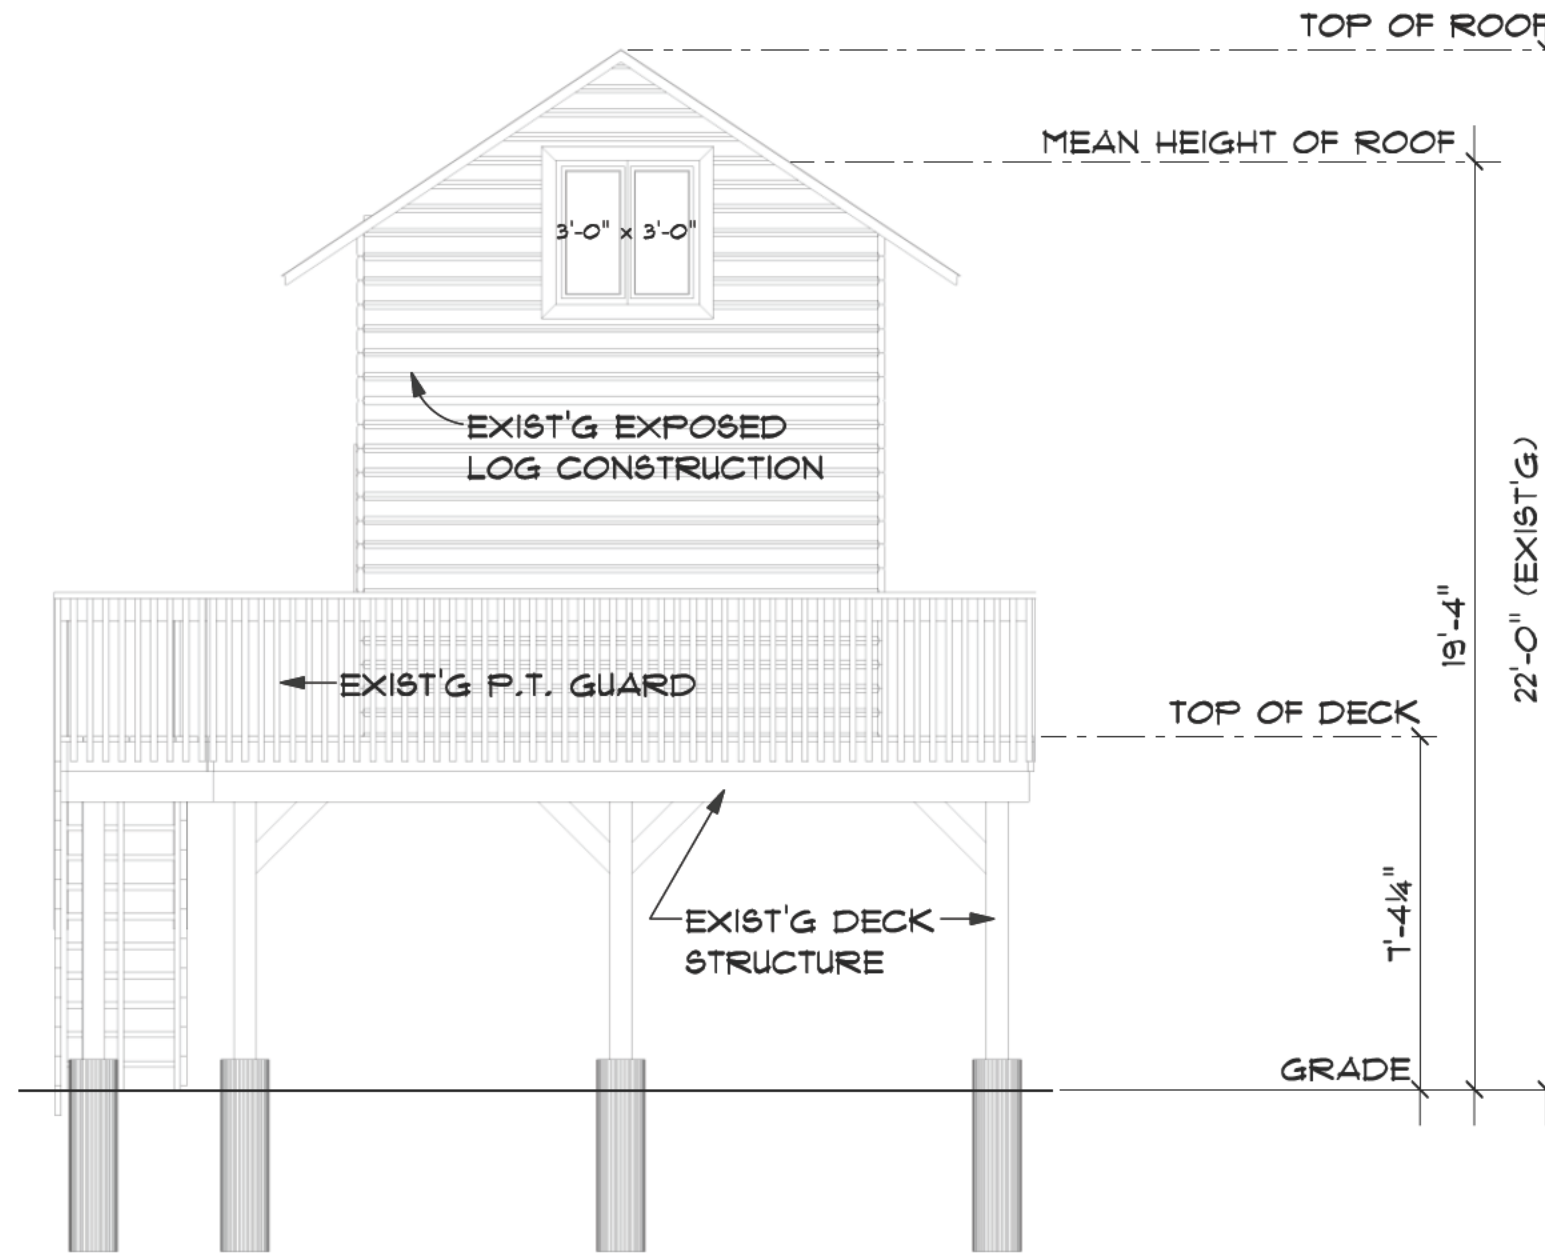 TOP OF ROOF
MEAN HEIGHT OF ROOF
3'-0" x 3'-0"
EXIST'G EXPOSED
LOG CONSTRUCTION
22'-0" (EXIST'G)
19'-4"
EXIST'G P.T. GUARD
TOP OF DECK
7'-4¼"
EXIST'G DECK
STRUCTURE
GRADE